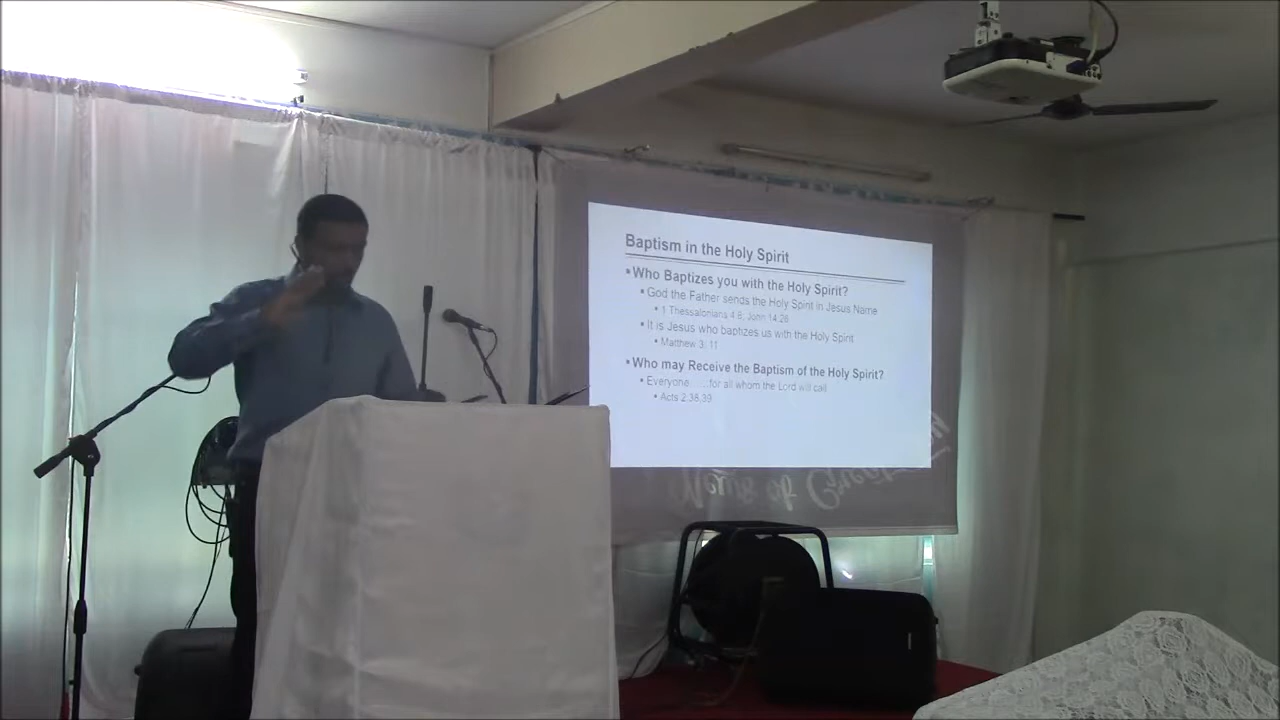 Baptism in the Holy Spirit
▪Who Baptizes you with the Holy Spirit?
▪ God the Father sends the Holy Spirit in Jesus Name
▪ 1 Thessalonians 4:8; John 14:26
▪ It is Jesus who baptizes us with the Holy Spirit
▪ Matthew 3: 11
▪Who may Receive the Baptism of the Holy Spirit?
▪ Everyone......for all whom the Lord will call
▪ Acts 2:38,39